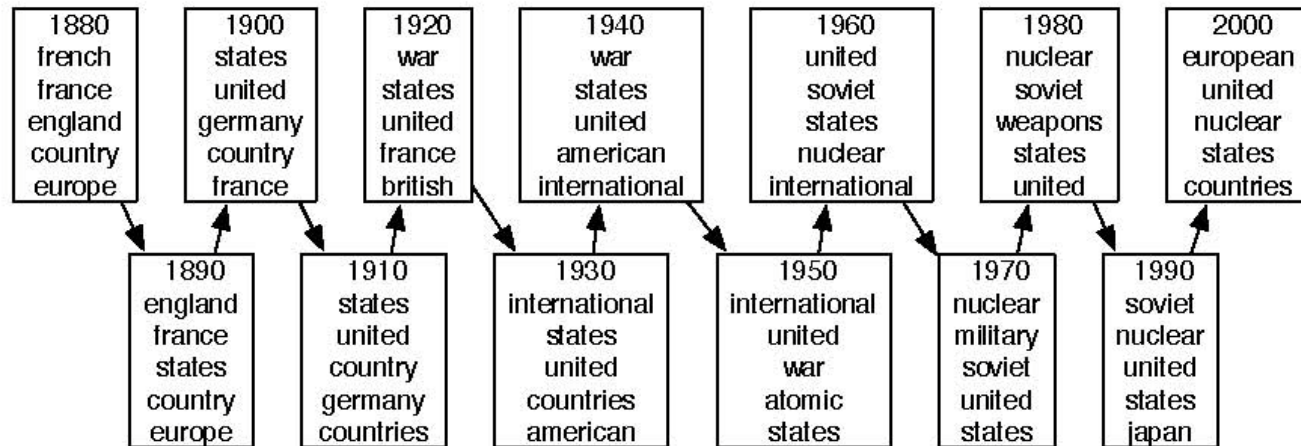 1880
french
france
england
country
europe
1890
england
france
states
country
europe
1900
states
united
germany
country
france
1910
states
united
country
germany
countries
1920
war
states
united
france
british
1930
international
states
united
countries
american
1940
war
states
united
american
international
1950
international
united
war
atomic
states
1960
united
soviet
states
nuclear
international
1970
nuclear
military
soviet
united
states
1980
nuclear
soviet
weapons
states
united
1990
soviet
nuclear
united
states
japan
2000
european
united
nuclear
states
countries